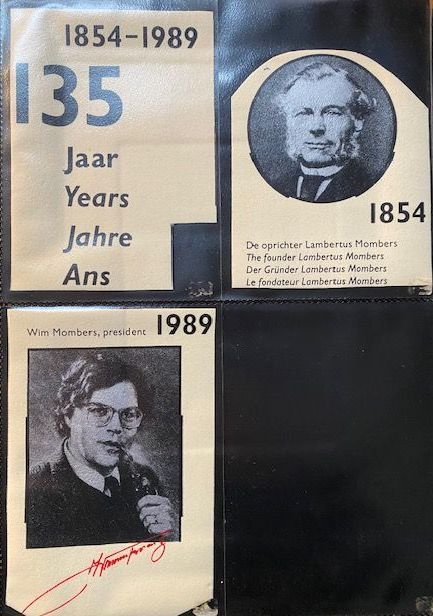 1854-1989
135
Jaar
Years
Jahre
Ans
1854
De oprichter Lambertus Mombers
The founder Lambertus Mombers
Der Gründer Lambertus Mombers
Le fondateur Lambertus Mombers
Wim Mombers, president 1989